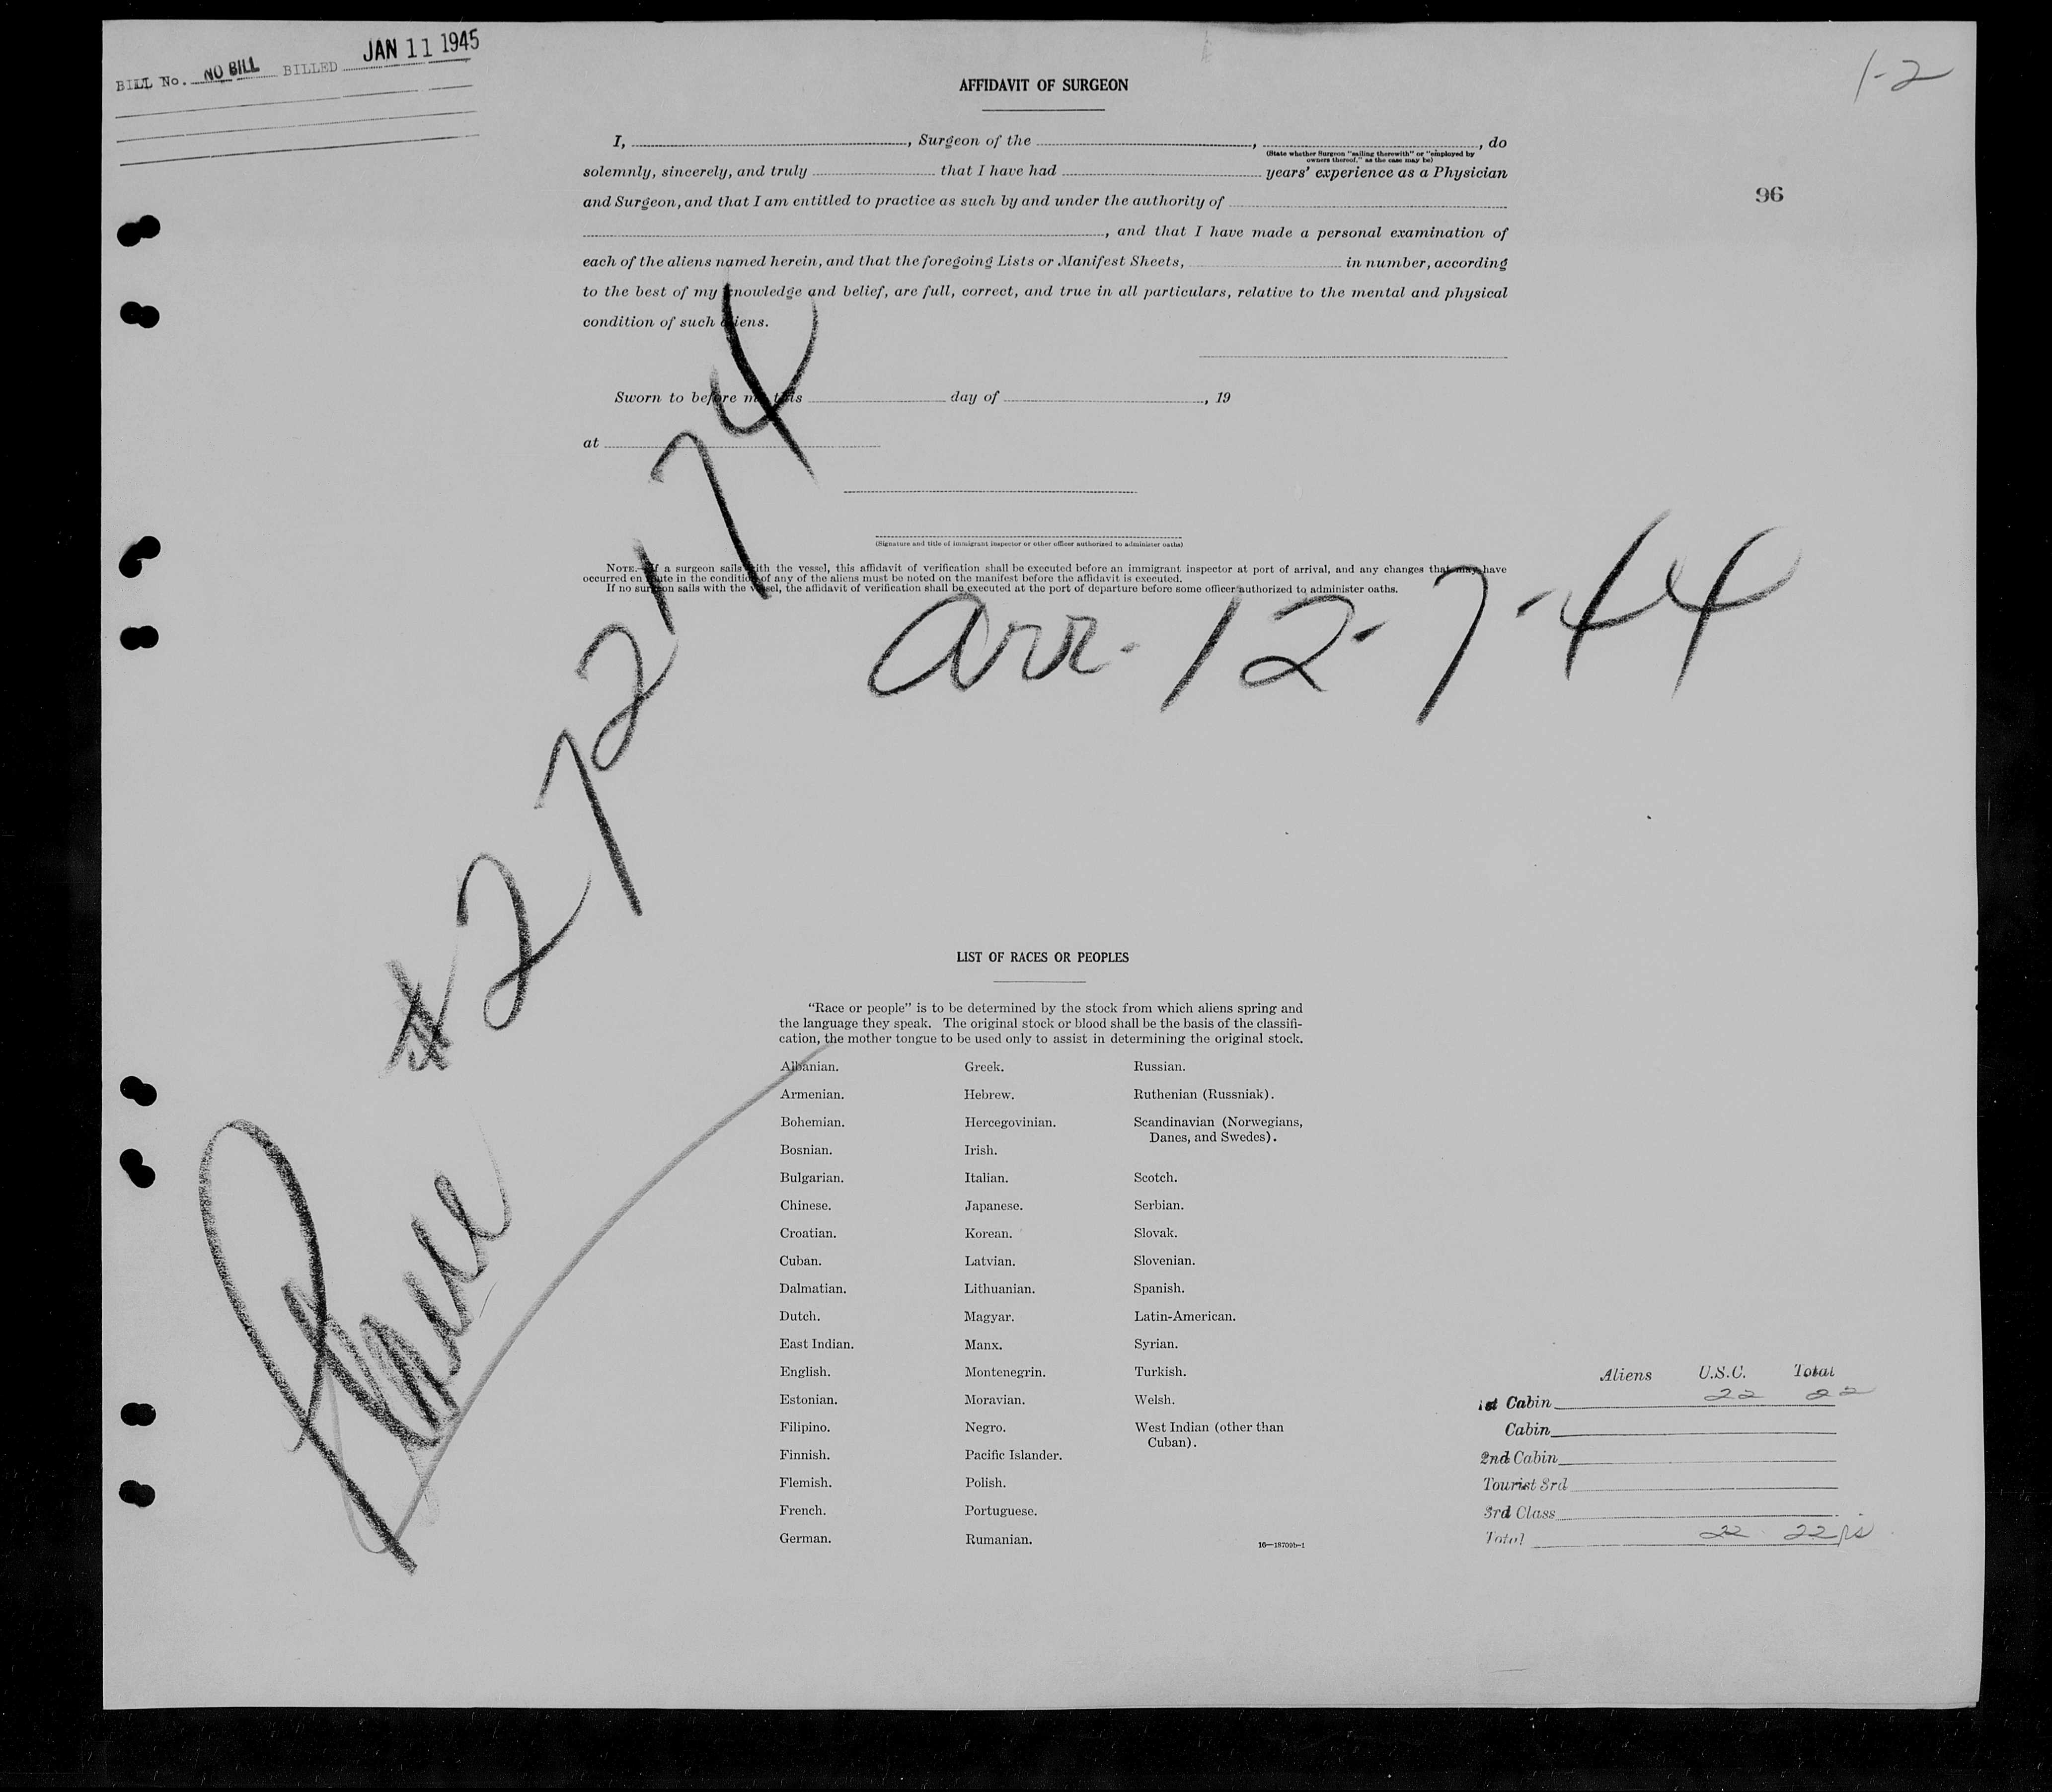 BILL No. NO BILL BILLED JAN 11 1945
1-2
96
AFFIDAVIT OF SURGEON
I, , Surgeon of the , , do
(State whether Surgeon "sailing therewith" or "employed by
owners thereof," as the case may be)
solemnly, sincerely, and truly that I have had years' experience as a Physician
and Surgeon, and that I am entitled to practice as such by and under the authority of
, and that I have made a personal examination of
each of the aliens named herein, and that the foregoing Lists or Manifest Sheets, in number, according
to the best of my knowledge and belief, are full, correct, and true in all particulars, relative to the mental and physical
condition of such aliens.
Sworn to before me this day of , 19
at
(Signature and title of immigrant inspector or other officer authorized to administer oaths)
NOTE.—If a surgeon sails with the vessel, this affidavit of verification shall be executed before an immigrant inspector at port of arrival, and any changes that may have
occurred en route in the condition of any of the aliens must be noted on the manifest before the affidavit is executed.
If no surgeon sails with the vessel, the affidavit of verification shall be executed at the port of departure before some officer authorized to administer oaths.
Plane #272174
arr. 12-7-44
LIST OF RACES OR PEOPLES
"Race or people" is to be determined by the stock from which aliens spring and
the language they speak. The original stock or blood shall be the basis of the classifi-
cation, the mother tongue to be used only to assist in determining the original stock.
Albanian.
Armenian.
Bohemian.
Bosnian.
Bulgarian.
Chinese.
Croatian.
Cuban.
Dalmatian.
Dutch.
East Indian.
English.
Estonian.
Filipino.
Finnish.
Flemish.
French.
German.
Greek.
Hebrew.
Hercegovinian.
Irish.
Italian.
Japanese.
Korean.
Latvian.
Lithuanian.
Magyar.
Manx.
Montenegrin.
Moravian.
Negro.
Pacific Islander.
Polish.
Portuguese.
Rumanian.
Russian.
Ruthenian (Russniak).
Scandinavian (Norwegians,
Danes, and Swedes).
Scotch.
Serbian.
Slovak.
Slovenian.
Spanish.
Latin-American.
Syrian.
Turkish.
Welsh.
West Indian (other than
Cuban).
16—18709b-1
Aliens U.S.C. Total
1st Cabin 22 22
Cabin
2nd Cabin
Tourist 3rd
3rd Class
Total 22 22